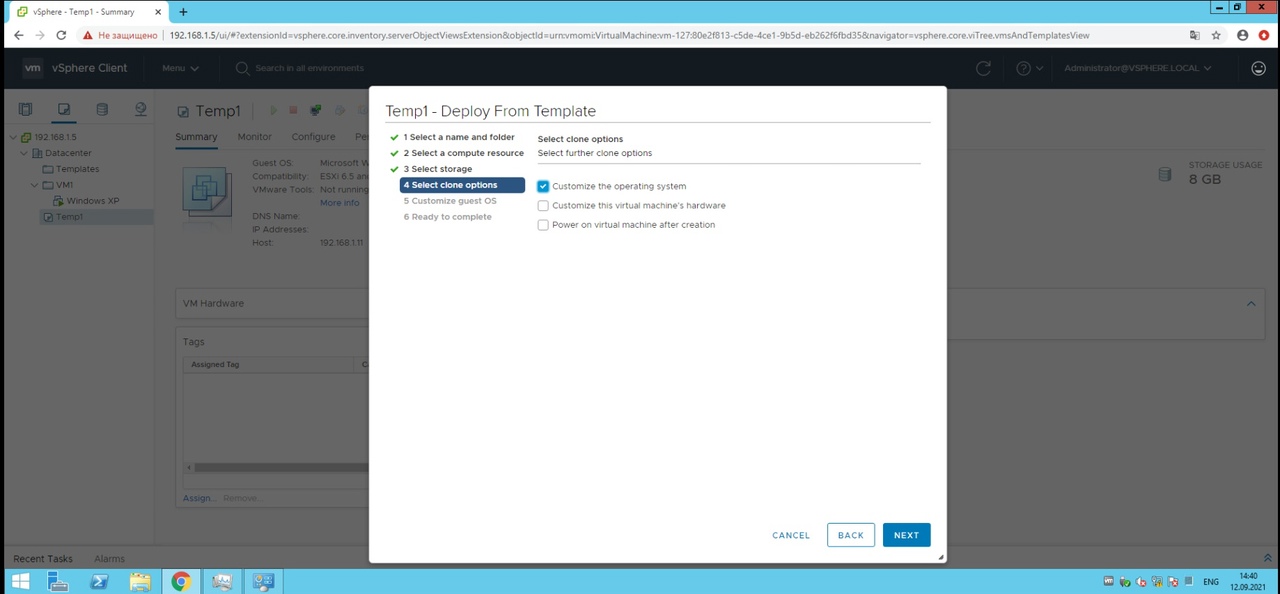 vSphere - Temp1 - Summary
Не защищено
192.168.1.5/ui/#?extensionId=vsphere.core.inventory.serverObjectViewsExtension&objectId=urn:vmomi:VirtualMachine:vm-127:80e2f813-c5de-4ce1-9b5d-eb262f6fbd35&navigator=vsphere.core.viTree.vmsAndTemplatesView
vm vSphere Client Menu Search in all environments Administrator@VSPHERE.LOCAL
192.168.1.5
Datacenter
Templates
VM1
Windows XP
Temp1
Temp1
Summary Monitor Configure Pe
Guest OS: Microsoft W
Compatibility: ESXi 6.5 and
VMware Tools: Not running
More info
DNS Name:
IP Addresses:
Host: 192.168.1.11
STORAGE USAGE
8 GB
VM Hardware
Tags
Assigned Tag
Assign... Remove...
Temp1 - Deploy From Template
1 Select a name and folder
2 Select a compute resource
3 Select storage
4 Select clone options
5 Customize guest OS
6 Ready to complete
Select clone options
Select further clone options
Customize the operating system
Customize this virtual machine's hardware
Power on virtual machine after creation
CANCEL BACK NEXT
Recent Tasks Alarms
ENG
14:40
12.09.2021